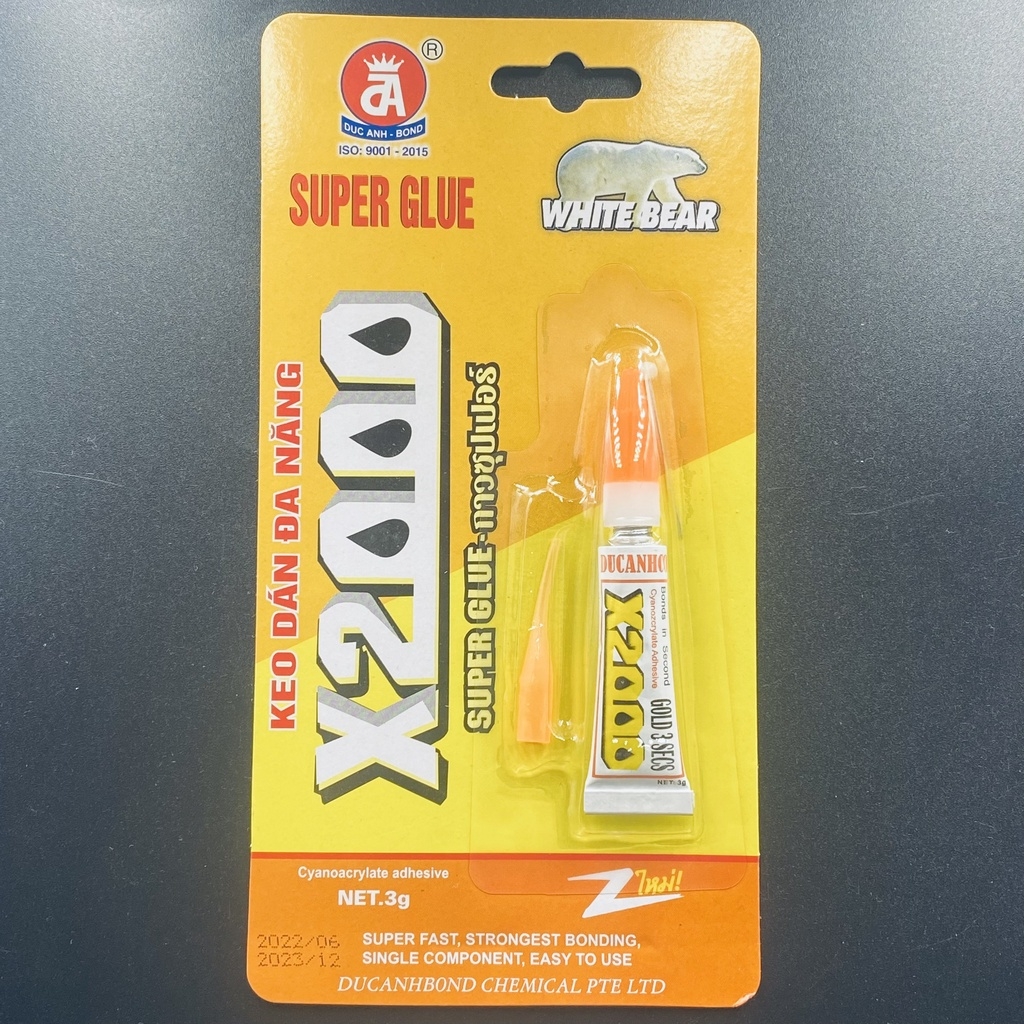 ĐA
®
DUC ANH - BOND
ISO: 9001 - 2015
SUPER GLUE
WHITE BEAR
KEO DÁN ĐA NĂNG
X2000
SUPER GLUE-กาวซุปเปอร์
DUCANHCO
X2000
Bonds in Second
Cyanozcrylate Adhesive
GOLD 3 SECS
NET: 3g
Cyanoacrylate adhesive
NET.3g
ใหม่!
2022/06
2023/12
SUPER FAST, STRONGEST BONDING,
SINGLE COMPONENT, EASY TO USE
DUCANHBOND CHEMICAL PTE LTD